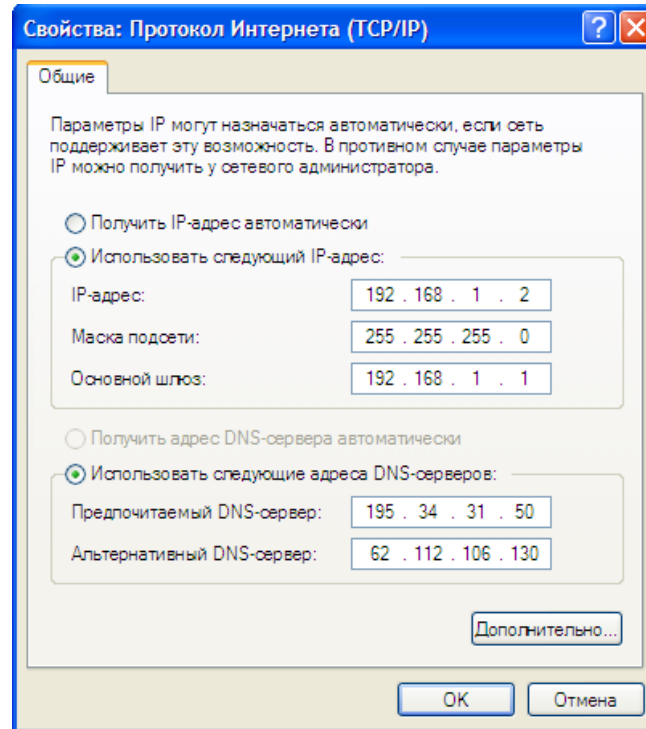 Свойства: Протокол Интернета (TCP/IP)
Общие
Параметры IP могут назначаться автоматически, если сеть
поддерживает эту возможность. В противном случае параметры
IP можно получить у сетевого администратора.
Получить IP-адрес автоматически
Использовать следующий IP-адрес:
IP-адрес: 192 . 168 . 1 . 2
Маска подсети: 255 . 255 . 255 . 0
Основной шлюз: 192 . 168 . 1 . 1
Получить адрес DNS-сервера автоматически
Использовать следующие адреса DNS-серверов:
Предпочитаемый DNS-сервер: 195 . 34 . 31 . 50
Альтернативный DNS-сервер: 62 . 112 . 106 . 130
Дополнительно...
OK Отмена